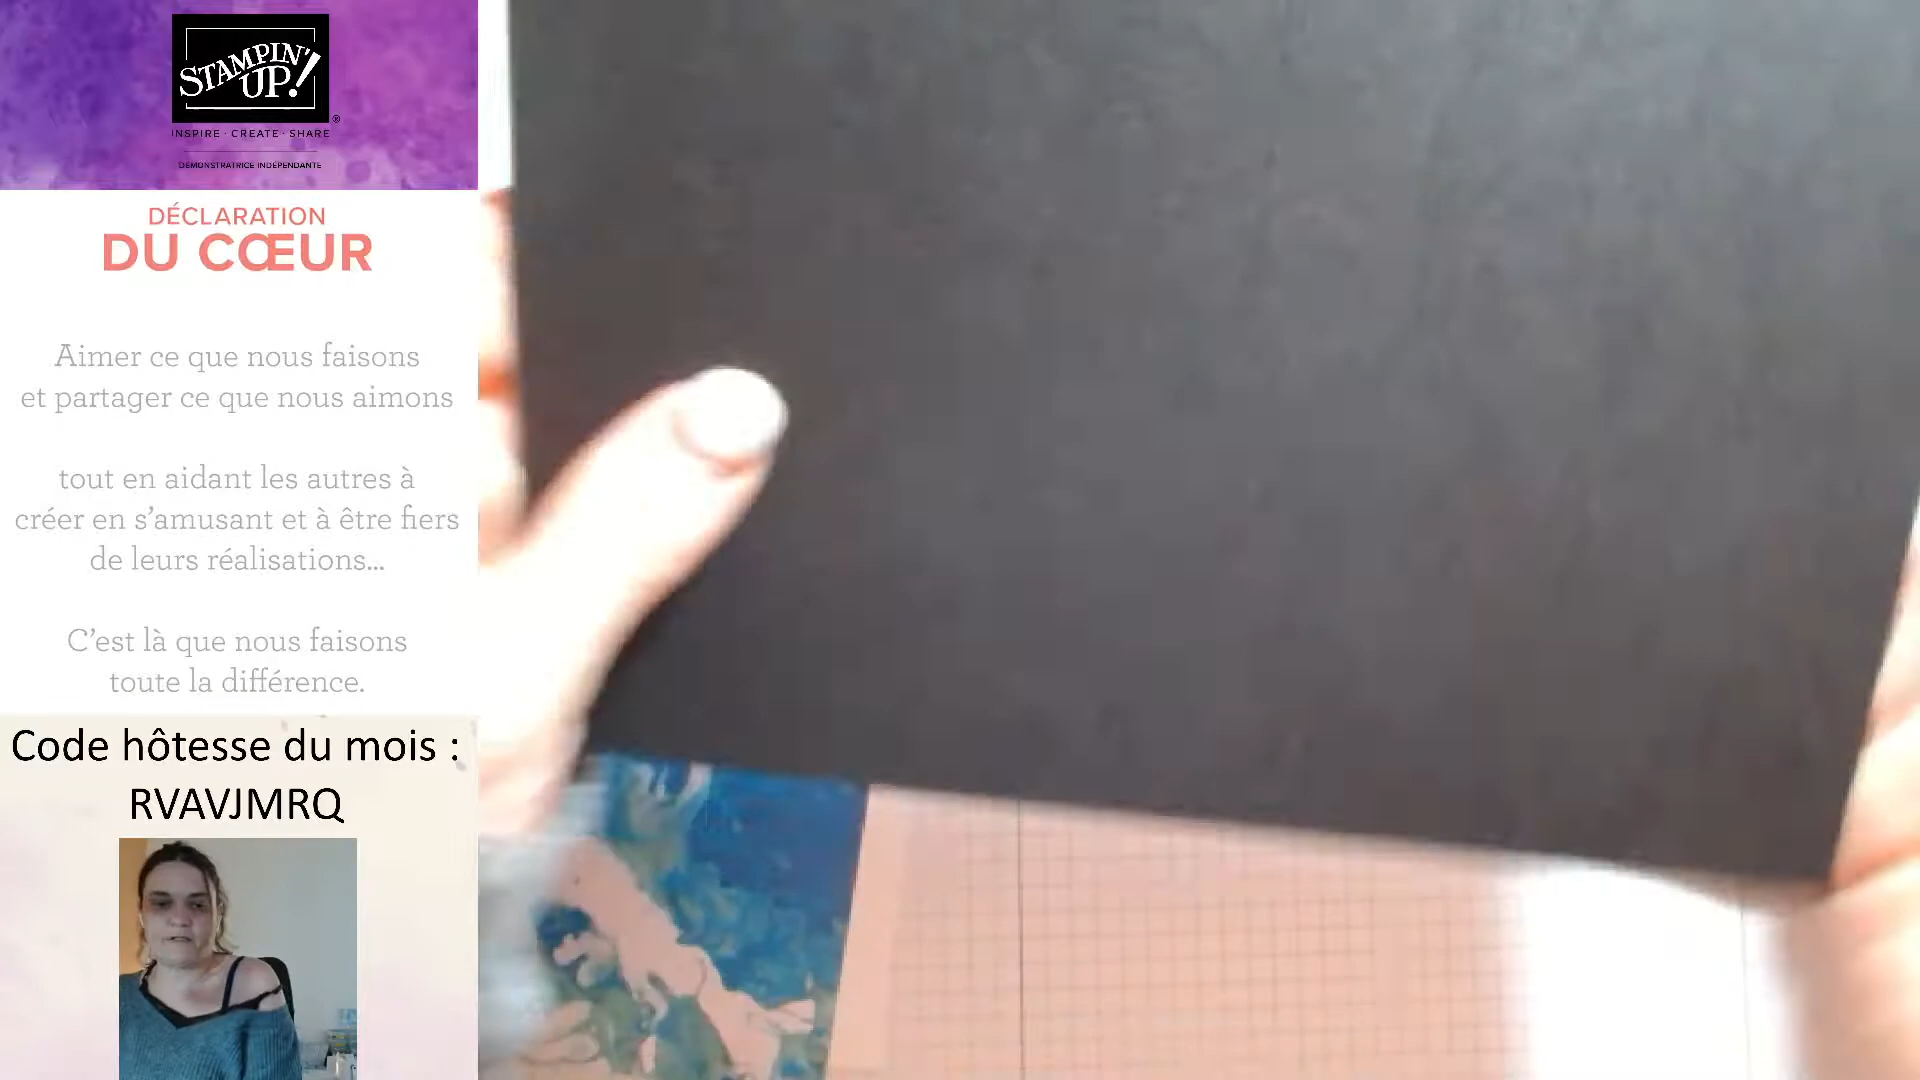 STAMPIN'
UP!
®
INSPIRE · CREATE · SHARE
DÉMONSTRATRICE INDÉPENDANTE
DÉCLARATION
DU CŒUR
Aimer ce que nous faisons
et partager ce que nous aimons
tout en aidant les autres à
créer en s’amusant et à être fiers
de leurs réalisations...
C’est là que nous faisons
toute la différence.
Code hôtesse du mois :
RVAVJMRQ